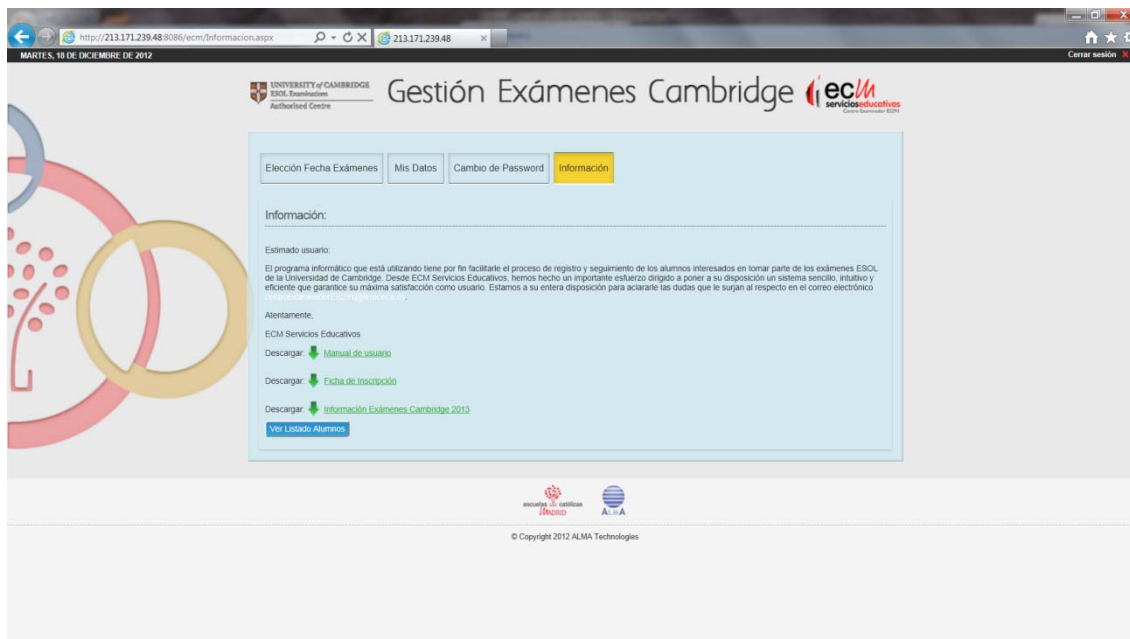 http://213.171.239.48:8086/ecm/Informacion.aspx
213.171.239.48
MARTES, 18 DE DICIEMBRE DE 2012
Cerrar sesión X
UNIVERSITY of CAMBRIDGE
ESOL Examinations
Authorised Centre
Gestión Exámenes Cambridge
ecm
servicioseducativos
Centro Examinador ES291
Elección Fecha Exámenes
Mis Datos
Cambio de Password
Información
Información:
Estimado usuario:
El programa informático que está utilizando tiene por fin facilitarle el proceso de registro y seguimiento de los alumnos interesados en tomar parte de los exámenes ESOL
de la Universidad de Cambridge. Desde ECM Servicios Educativos, hemos hecho un importante esfuerzo dirigido a poner a su disposición un sistema sencillo, intuitivo y
eficiente que garantice su máxima satisfacción como usuario. Estamos a su entera disposición para aclararle las dudas que le surjan al respecto en el correo electrónico
Atentamente,
ECM Servicios Educativos
Descargar: Manual de usuario
Descargar: Ficha de Inscripción
Descargar: Información Exámenes Cambridge 2013
Ver Listado Alumnos
escuelas católicas
MADRID
ALMA
© Copyright 2012 ALMA Technologies